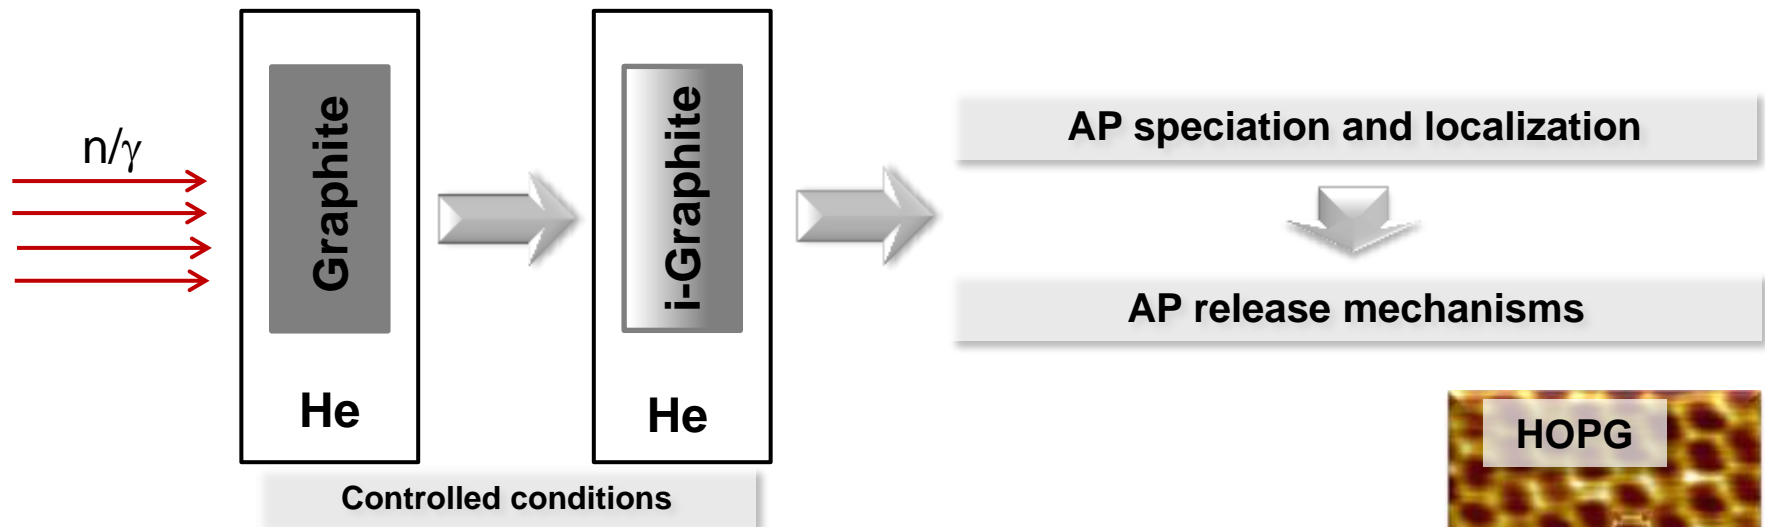 n/γ
Graphite
He
i-Graphite
He
Controlled conditions
AP speciation and localization
AP release mechanisms
HOPG